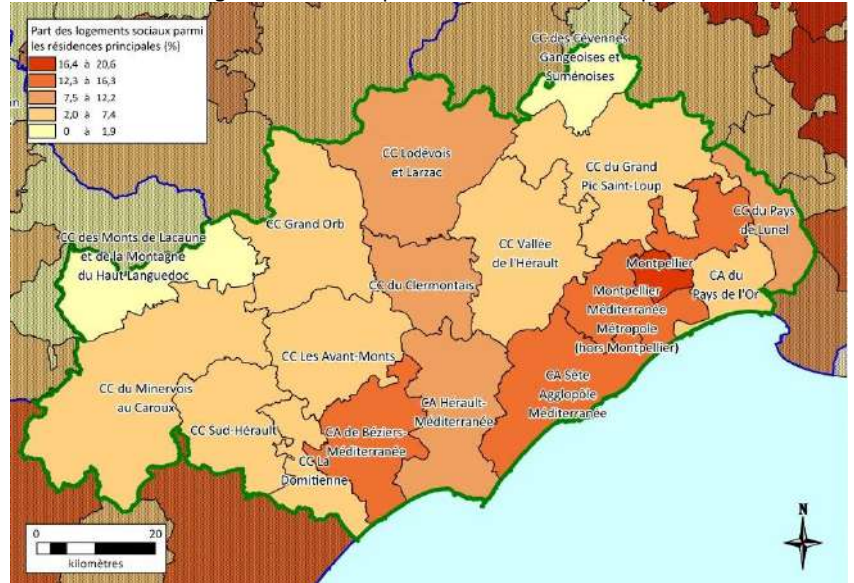 Part des logements sociaux parmi
les résidences principales (%)
16,4 à 20,6
12,3 à 16,3
7,5 à 12,2
2,0 à 7,4
0 à 1,9
CC des Cévennes
Gangeoises et
Suménoises
CC Lodévois
et Larzac
CC du Grand
Pic Saint-Loup
CC Grand Orb
CC du Pays
de Lunel
CC des Monts de Lacaune
et de la Montagne
du Haut-Languedoc
CC Vallée
de l'Hérault
Montpellier
CC du Clermontais
CA du
Pays de l'Or
Montpellier
Méditerranée
Métropole
(hors Montpellier)
CC Les Avant-Monts
CC du Minervois
au Caroux
CA Sète
Agglopôle
Méditerranée
CA Hérault-
Méditerranée
CC Sud-Hérault
CA de Béziers-
Méditerranée
CC La
Domitienne
N
0 20
kilomètres